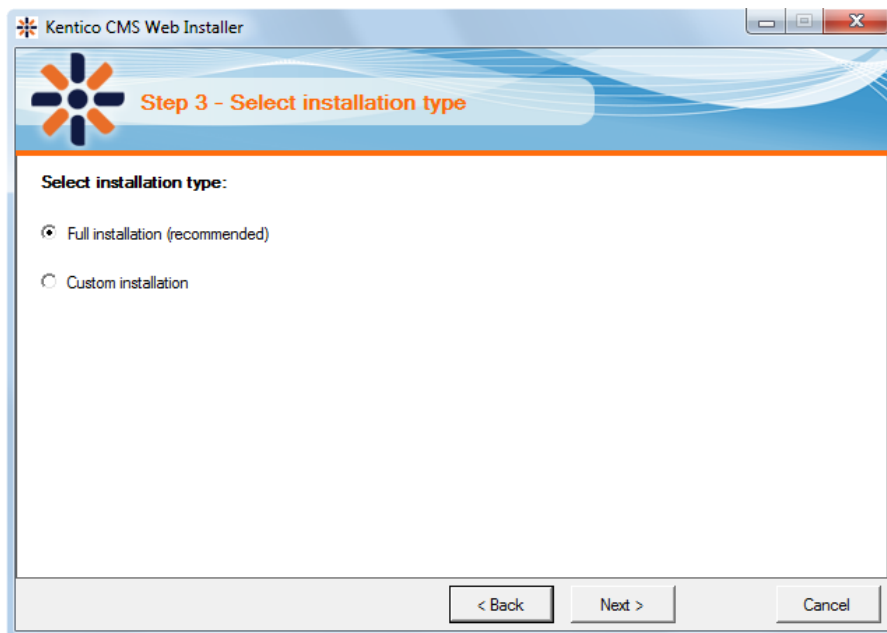 Kentico CMS Web Installer
Step 3 - Select installation type
Select installation type:
Full installation (recommended)
Custom installation
< Back Next > Cancel